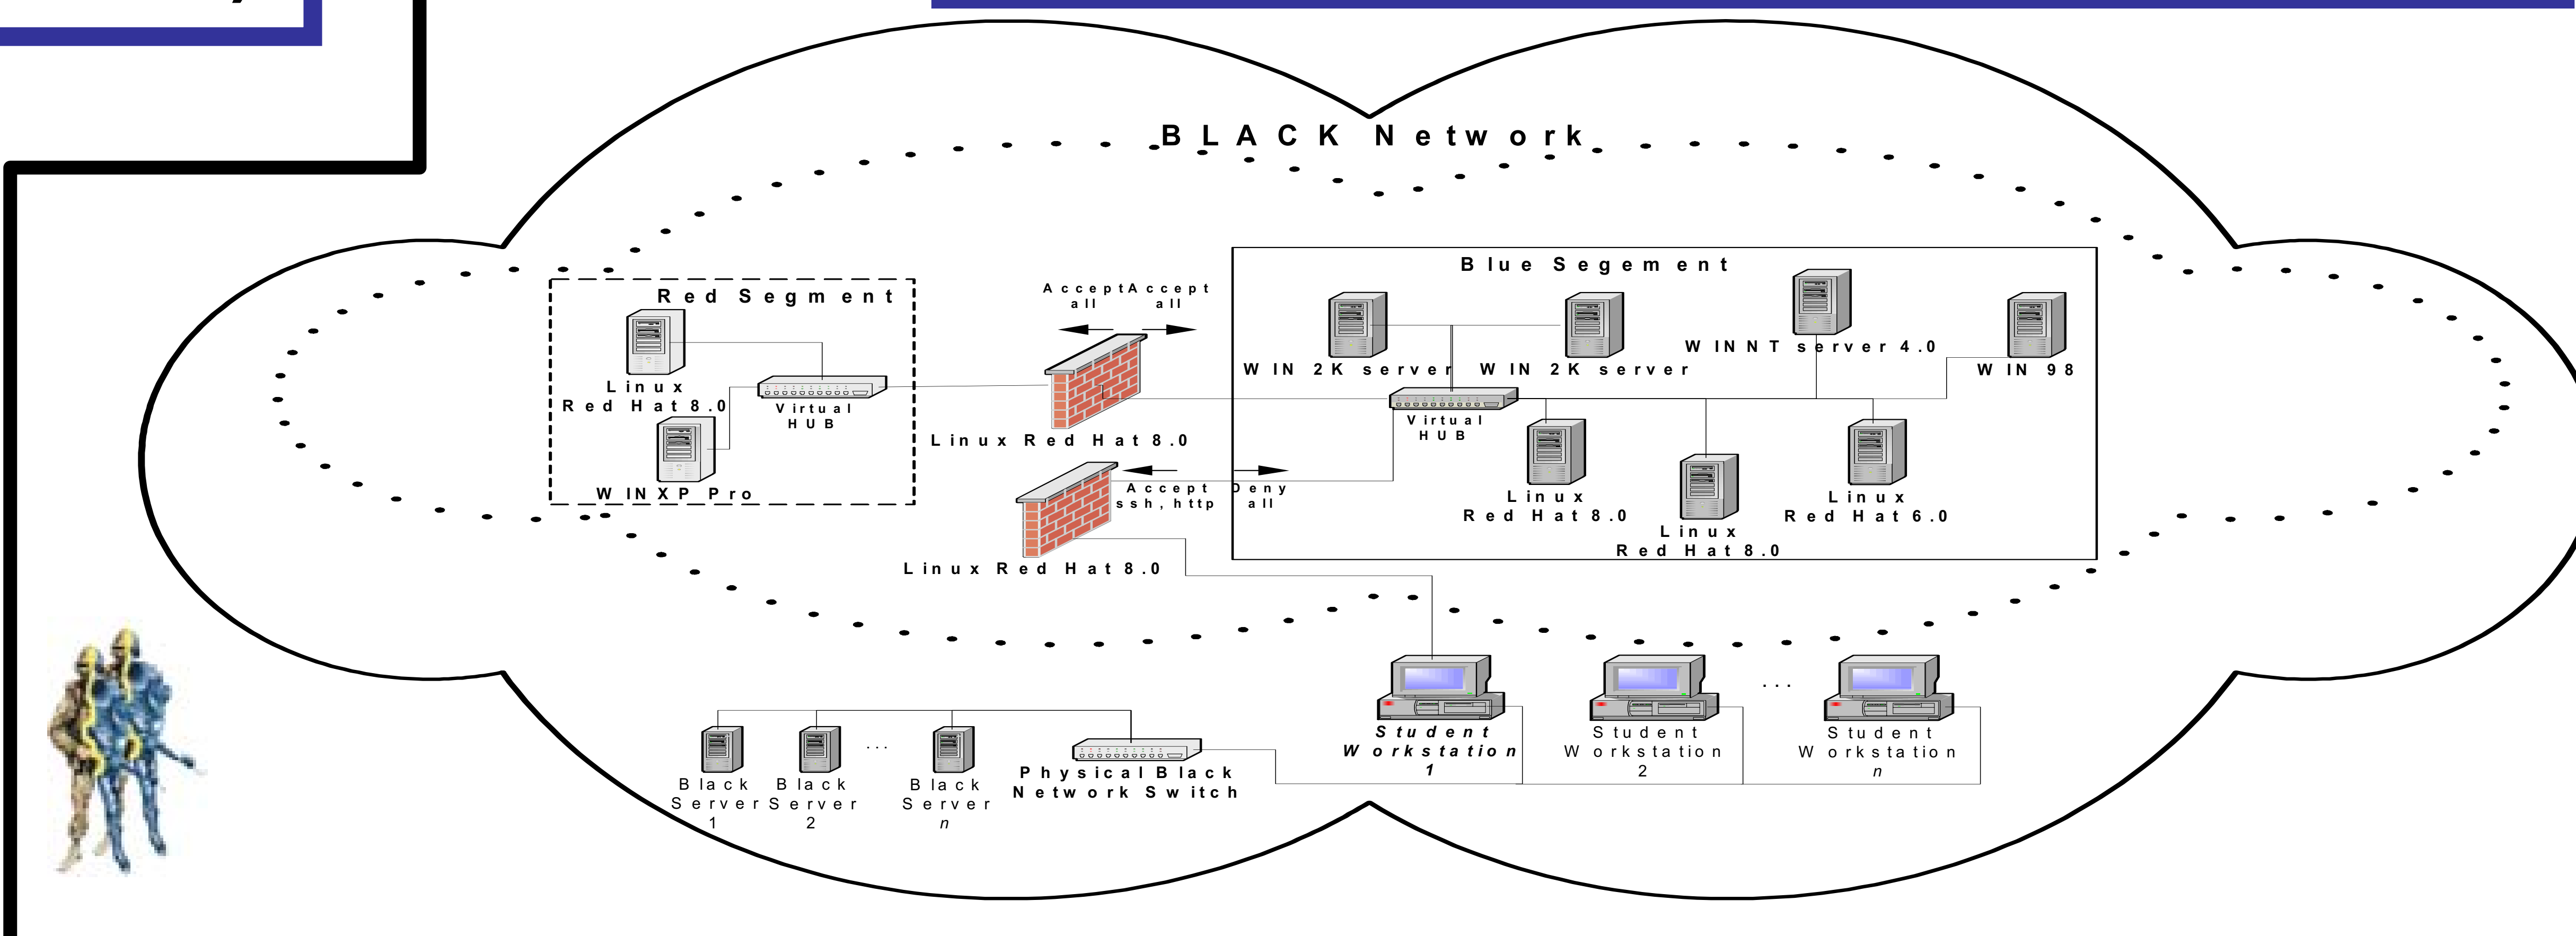 BLACK Network
Red Segment
Linux
Red Hat 8.0
Virtual
HUB
WINXP Pro
Accept
all
Accept
all
Linux Red Hat 8.0
Accept
ssh, http
Deny
all
Linux Red Hat 8.0
Blue Segement
WIN 2K server
WIN 2K server
WINNT server 4.0
WIN 98
Virtual
HUB
Linux
Red Hat 8.0
Linux
Red Hat 8.0
Linux
Red Hat 6.0
Student
Workstation
1
Student
Workstation
2
...
Student
Workstation
n
Black
Server
1
Black
Server
2
...
Black
Server
n
Physical Black
Network Switch